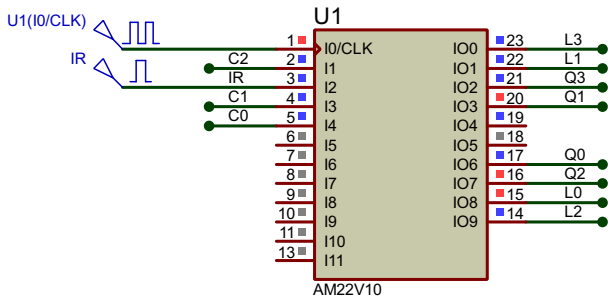 U1
U1(I0/CLK)
1 I0/CLK IO0 23 L3
C2 2 I1 IO1 22 L1
IR
IR 3 I2 IO2 21 Q3
C1 4 I3 IO3 20 Q1
C0 5 I4 IO4 19
6 I5 IO5 18
7 I6 IO6 17 Q0
8 I7 IO7 16 Q2
9 I8 IO8 15 L0
10 I9 IO9 14 L2
11 I10
13 I11
AM22V10